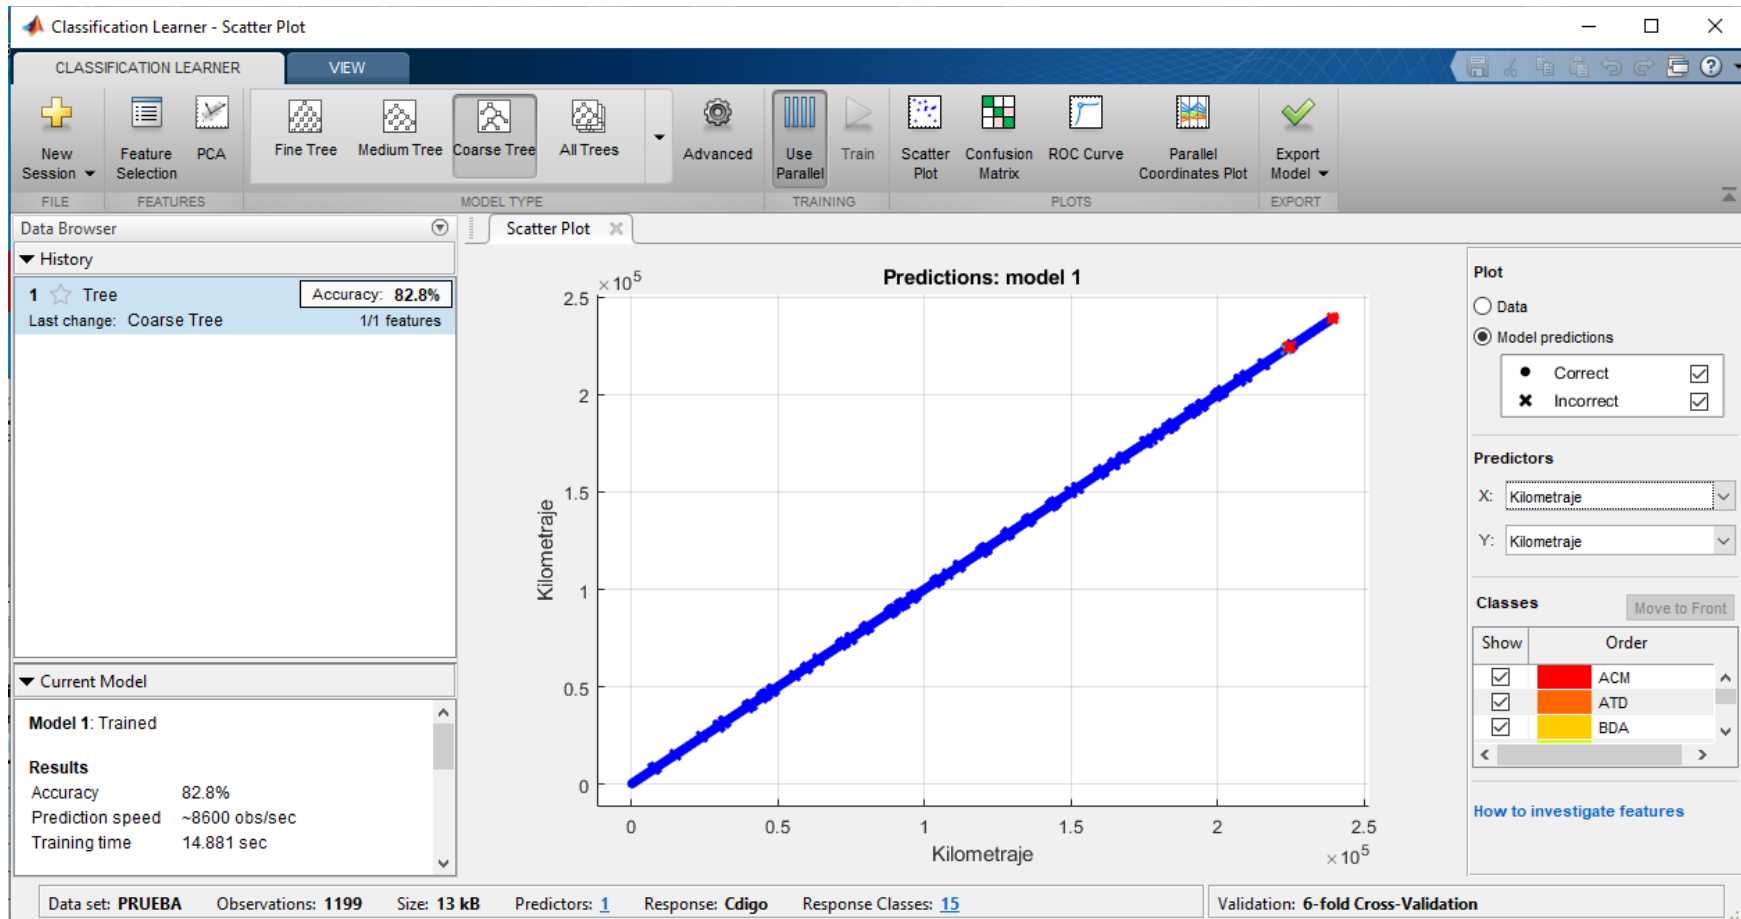 Classification Learner - Scatter Plot
CLASSIFICATION LEARNER
VIEW
New Session
Feature Selection
PCA
Fine Tree
Medium Tree
Coarse Tree
All Trees
Advanced
Use Parallel
Train
Scatter Plot
Confusion Matrix
ROC Curve
Parallel Coordinates Plot
Export Model
FILE
FEATURES
MODEL TYPE
TRAINING
PLOTS
EXPORT
Data Browser
History
1 Tree
Accuracy: 82.8%
Last change: Coarse Tree
1/1 features
Current Model
Model 1: Trained
Results
Accuracy 82.8%
Prediction speed ~8600 obs/sec
Training time 14.881 sec
Scatter Plot
Predictions: model 1
×10⁵
2.5
2
1.5
1
0.5
0
Kilometraje
0 0.5 1 1.5 2 2.5
Kilometraje
×10⁵
Plot
Data
Model predictions
Correct
Incorrect
Predictors
X: Kilometraje
Y: Kilometraje
Classes
Move to Front
Show Order
ACM
ATD
BDA
How to investigate features
Data set: PRUEBA Observations: 1199 Size: 13 kB Predictors: 1 Response: Cdigo Response Classes: 15
Validation: 6-fold Cross-Validation